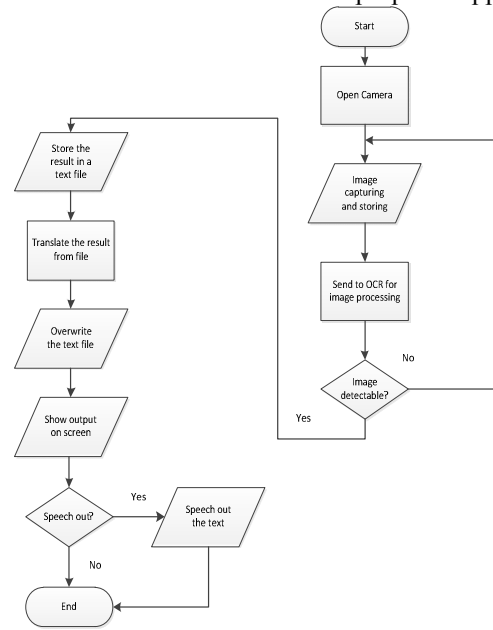 Start
Open Camera
Image
capturing
and storing
Send to OCR for
image processing
Image
detectable?
No
Yes
Store the
result in a
text file
Translate the result
from file
Overwrite
the text file
Show output
on screen
Speech out?
Yes
Speech out
the text
No
End